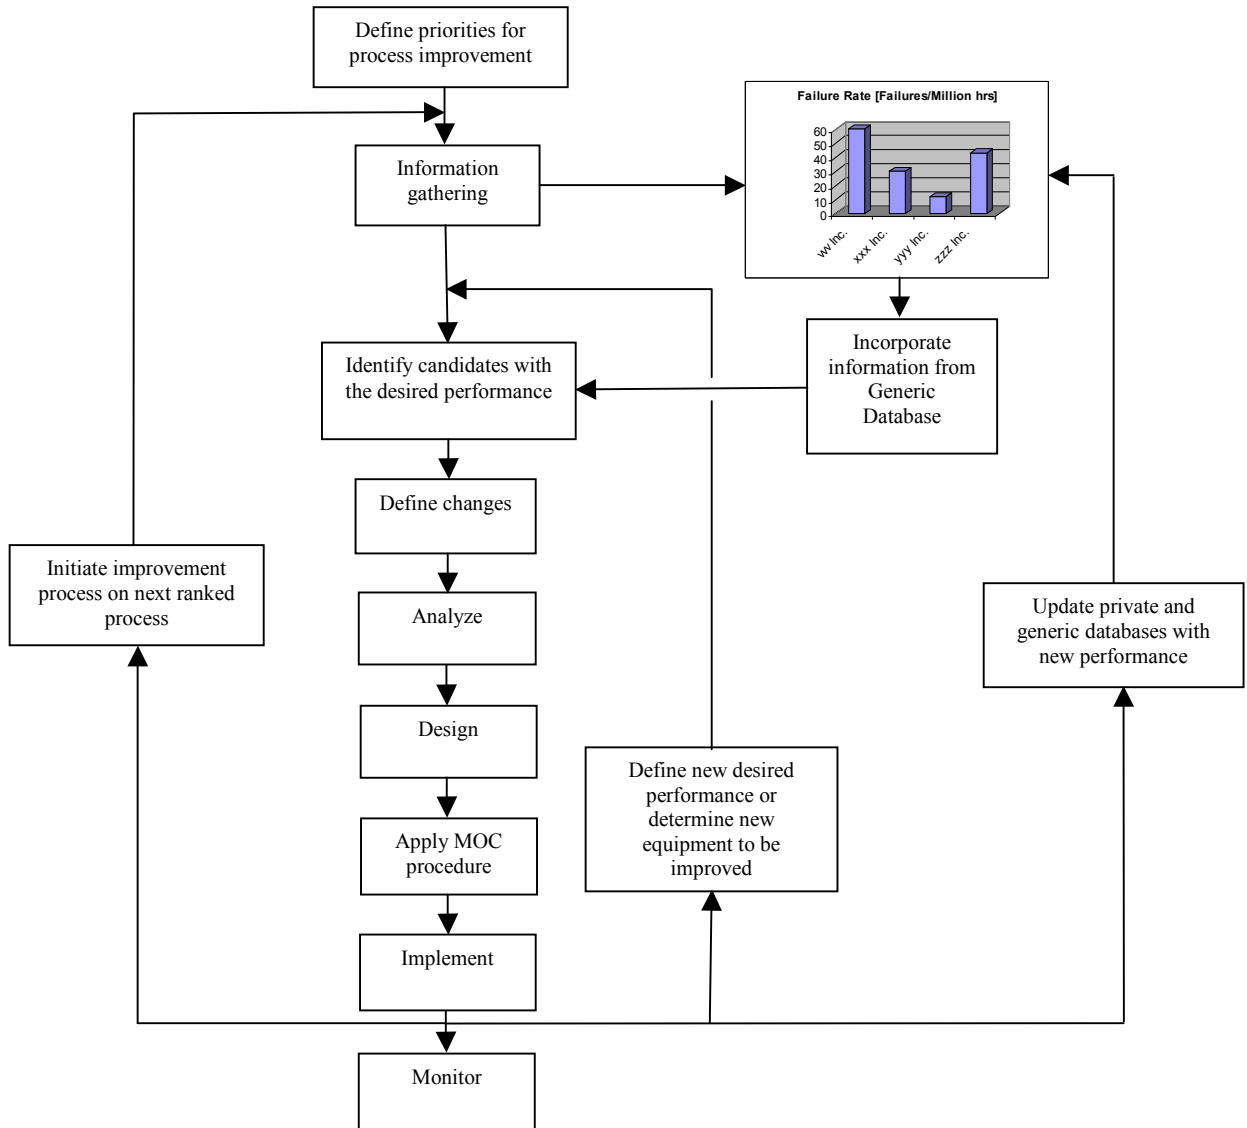 Define priorities for
process improvement
Failure Rate [Failures/Million hrs]
60
50
40
30
20
10
0
vv Inc.
xxx Inc.
yyy Inc.
zzz Inc.
Information
gathering
Incorporate
information from
Generic
Database
Identify candidates with
the desired performance
Define changes
Initiate improvement
process on next ranked
process
Analyze
Update private and
generic databases with
new performance
Design
Define new desired
performance or
determine new
equipment to be
improved
Apply MOC
procedure
Implement
Monitor